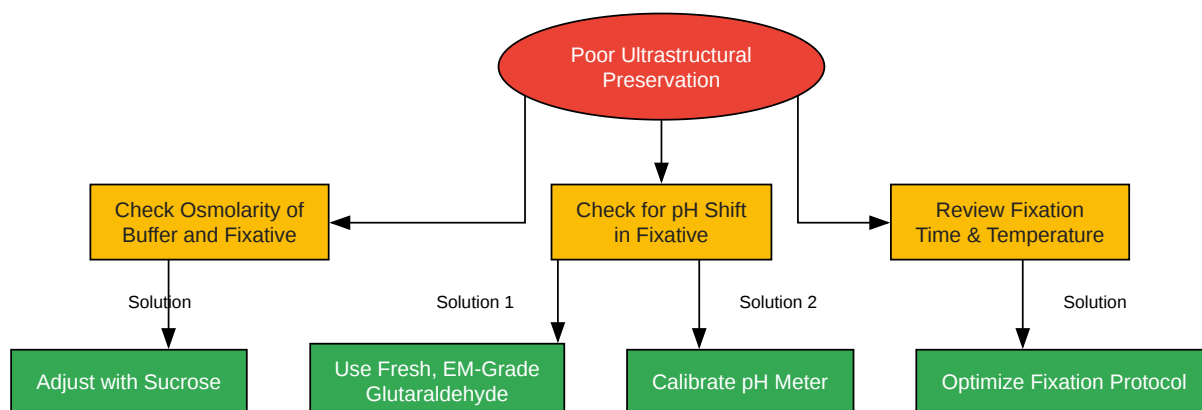 Poor Ultrastructural
Preservation
Check Osmolarity of
Buffer and Fixative
Check for pH Shift
in Fixative
Review Fixation
Time & Temperature
Solution
Solution 1
Solution 2
Solution
Adjust with Sucrose
Use Fresh, EM-Grade
Glutaraldehyde
Calibrate pH Meter
Optimize Fixation Protocol